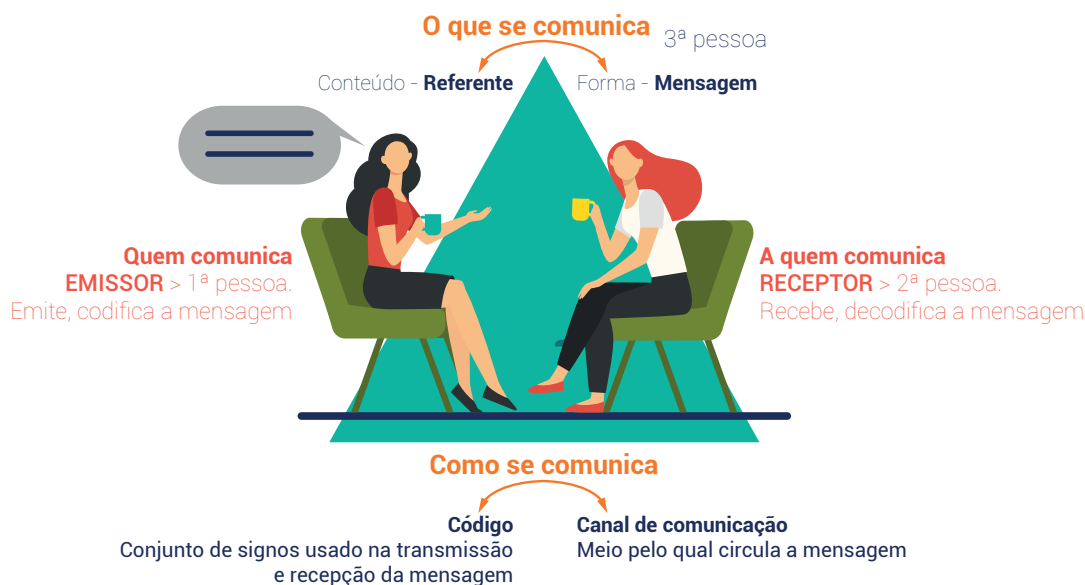 O que se comunica
3ª pessoa
Conteúdo - Referente
Forma - Mensagem
Quem comunica
EMISSOR > 1ª pessoa.
Emite, codifica a mensagem
A quem comunica
RECEPTOR > 2ª pessoa.
Recebe, decodifica a mensagem
Como se comunica
Código
Conjunto de signos usado na transmissão
e recepção da mensagem
Canal de comunicação
Meio pelo qual circula a mensagem